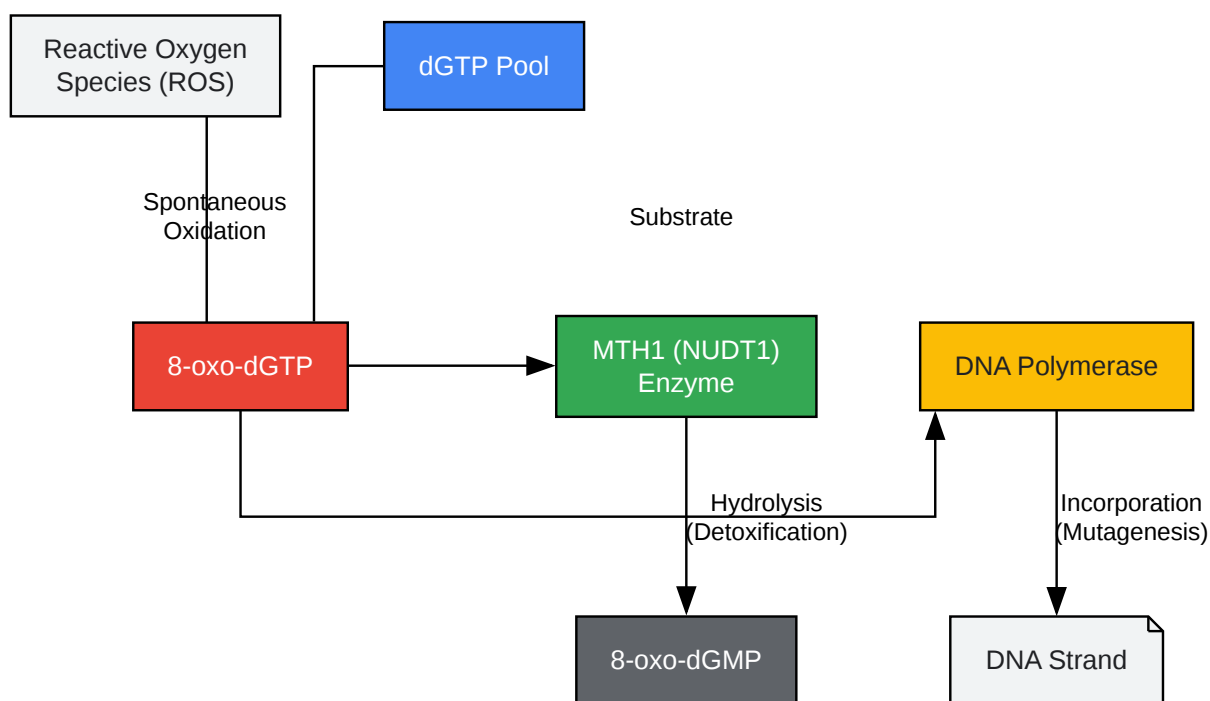 Reactive Oxygen
Species (ROS)
dGTP Pool
Spontaneous
Oxidation
Substrate
8-oxo-dGTP
MTH1 (NUDT1)
Enzyme
DNA Polymerase
Hydrolysis
(Detoxification)
Incorporation
(Mutagenesis)
8-oxo-dGMP
DNA Strand